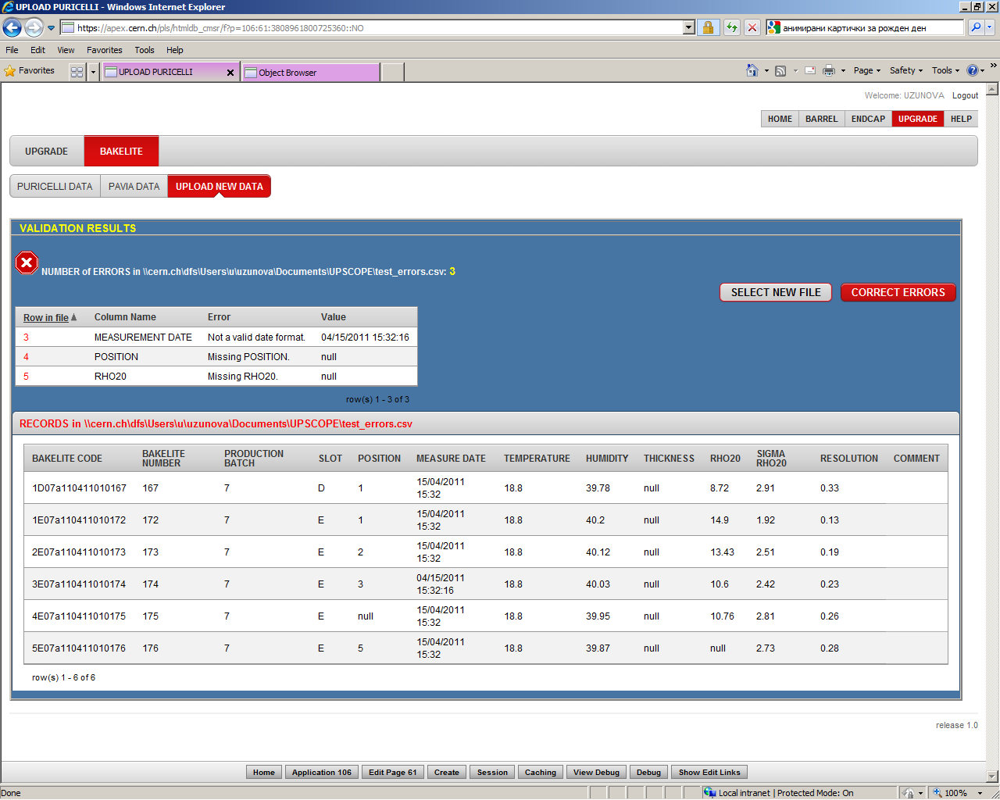 UPLOAD PURICELLI - Windows Internet Explorer
https://apex.cern.ch/pls/htmldb_cmsr/f?p=106:61:3808961800725360::NO
анимирани картички за рожден ден
File Edit View Favorites Tools Help
Favorites UPLOAD PURICELLI Object Browser Page Safety Tools
Welcome: UZUNOVA Logout
HOME BARREL ENDCAP UPGRADE HELP
UPGRADE BAKELITE
PURICELLI DATA PAVIA DATA UPLOAD NEW DATA
VALIDATION RESULTS
NUMBER of ERRORS in \\cern.ch\dfs\Users\u\uzunova\Documents\UPSCOPE\test_errors.csv: 3
SELECT NEW FILE CORRECT ERRORS
Row in file Column Name Error Value
3 MEASUREMENT DATE Not a valid date format. 04/15/2011 15:32:16
4 POSITION Missing POSITION. null
5 RHO20 Missing RHO20. null
row(s) 1 - 3 of 3
RECORDS in \\cern.ch\dfs\Users\u\uzunova\Documents\UPSCOPE\test_errors.csv
BAKELITE CODE BAKELITE NUMBER PRODUCTION BATCH SLOT POSITION MEASURE DATE TEMPERATURE HUMIDITY THICKNESS RHO20 SIGMA RHO20 RESOLUTION COMMENT
1D07a110411010167 167 7 D 1 15/04/2011 15:32 18.8 39.78 null 8.72 2.91 0.33
1E07a110411010172 172 7 E 1 15/04/2011 15:32 18.8 40.2 null 14.9 1.92 0.13
2E07a110411010173 173 7 E 2 15/04/2011 15:32 18.8 40.12 null 13.43 2.51 0.19
3E07a110411010174 174 7 E 3 04/15/2011 15:32:16 18.8 40.03 null 10.6 2.42 0.23
4E07a110411010175 175 7 E null 15/04/2011 15:32 18.8 39.95 null 10.76 2.81 0.26
5E07a110411010176 176 7 E 5 15/04/2011 15:32 18.8 39.87 null null 2.73 0.28
row(s) 1 - 6 of 6
release 1.0
Home Application 106 Edit Page 61 Create Session Caching View Debug Debug Show Edit Links
Done Local intranet | Protected Mode: On 100%